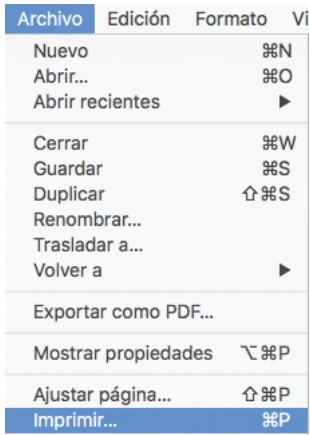 Archivo Edición Formato Vi
Nuevo ⌘N
Abrir... ⌘O
Abrir recientes ▶
Cerrar ⌘W
Guardar ⌘S
Duplicar ⇧⌘S
Renombrar...
Trasladar a...
Volver a ▶
Exportar como PDF...
Mostrar propiedades ⌥⌘P
Ajustar página... ⇧⌘P
Imprimir... ⌘P